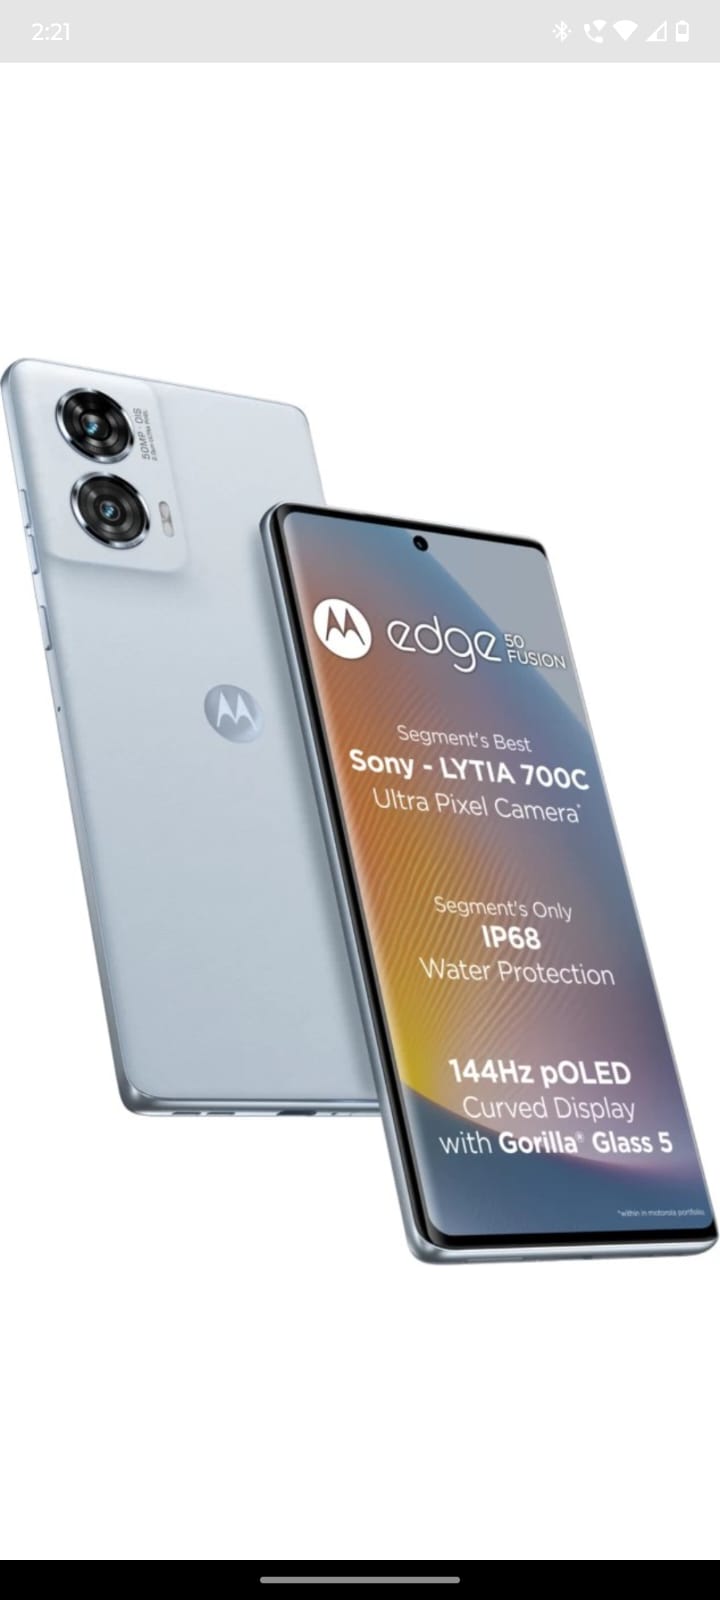 2:21
50MP OIS
edge 50 FUSION
Segment's Best
Sony - LYTIA 700C
Ultra Pixel Camera*
Segment's Only
IP68
Water Protection
144Hz pOLED
Curved Display
with Gorilla® Glass 5
*within in motorola portfolio